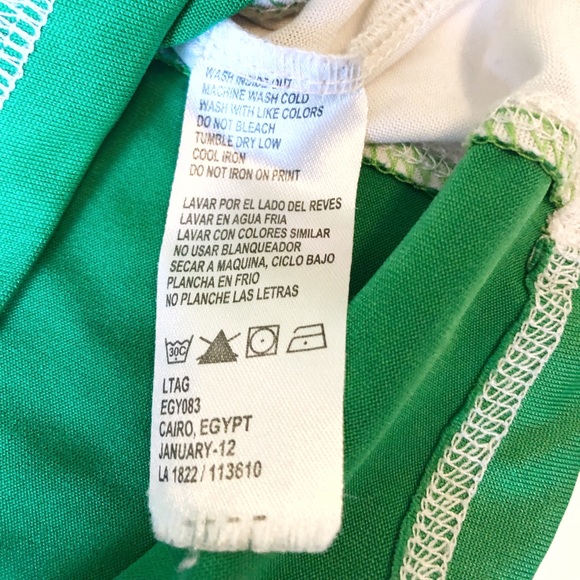 WASH INSIDE OUT
MACHINE WASH COLD
WASH WITH LIKE COLORS
DO NOT BLEACH
TUMBLE DRY LOW
COOL IRON
DO NOT IRON ON PRINT
LAVAR POR EL LADO DEL REVES
LAVAR EN AGUA FRIA
LAVAR CON COLORES SIMILAR
NO USAR BLANQUEADOR
SECAR A MAQUINA, CICLO BAJO
PLANCHA EN FRIO
NO PLANCHE LAS LETRAS
30C
LTAG
EGY083
CAIRO, EGYPT
JANUARY-12
LA 1822 / 113610